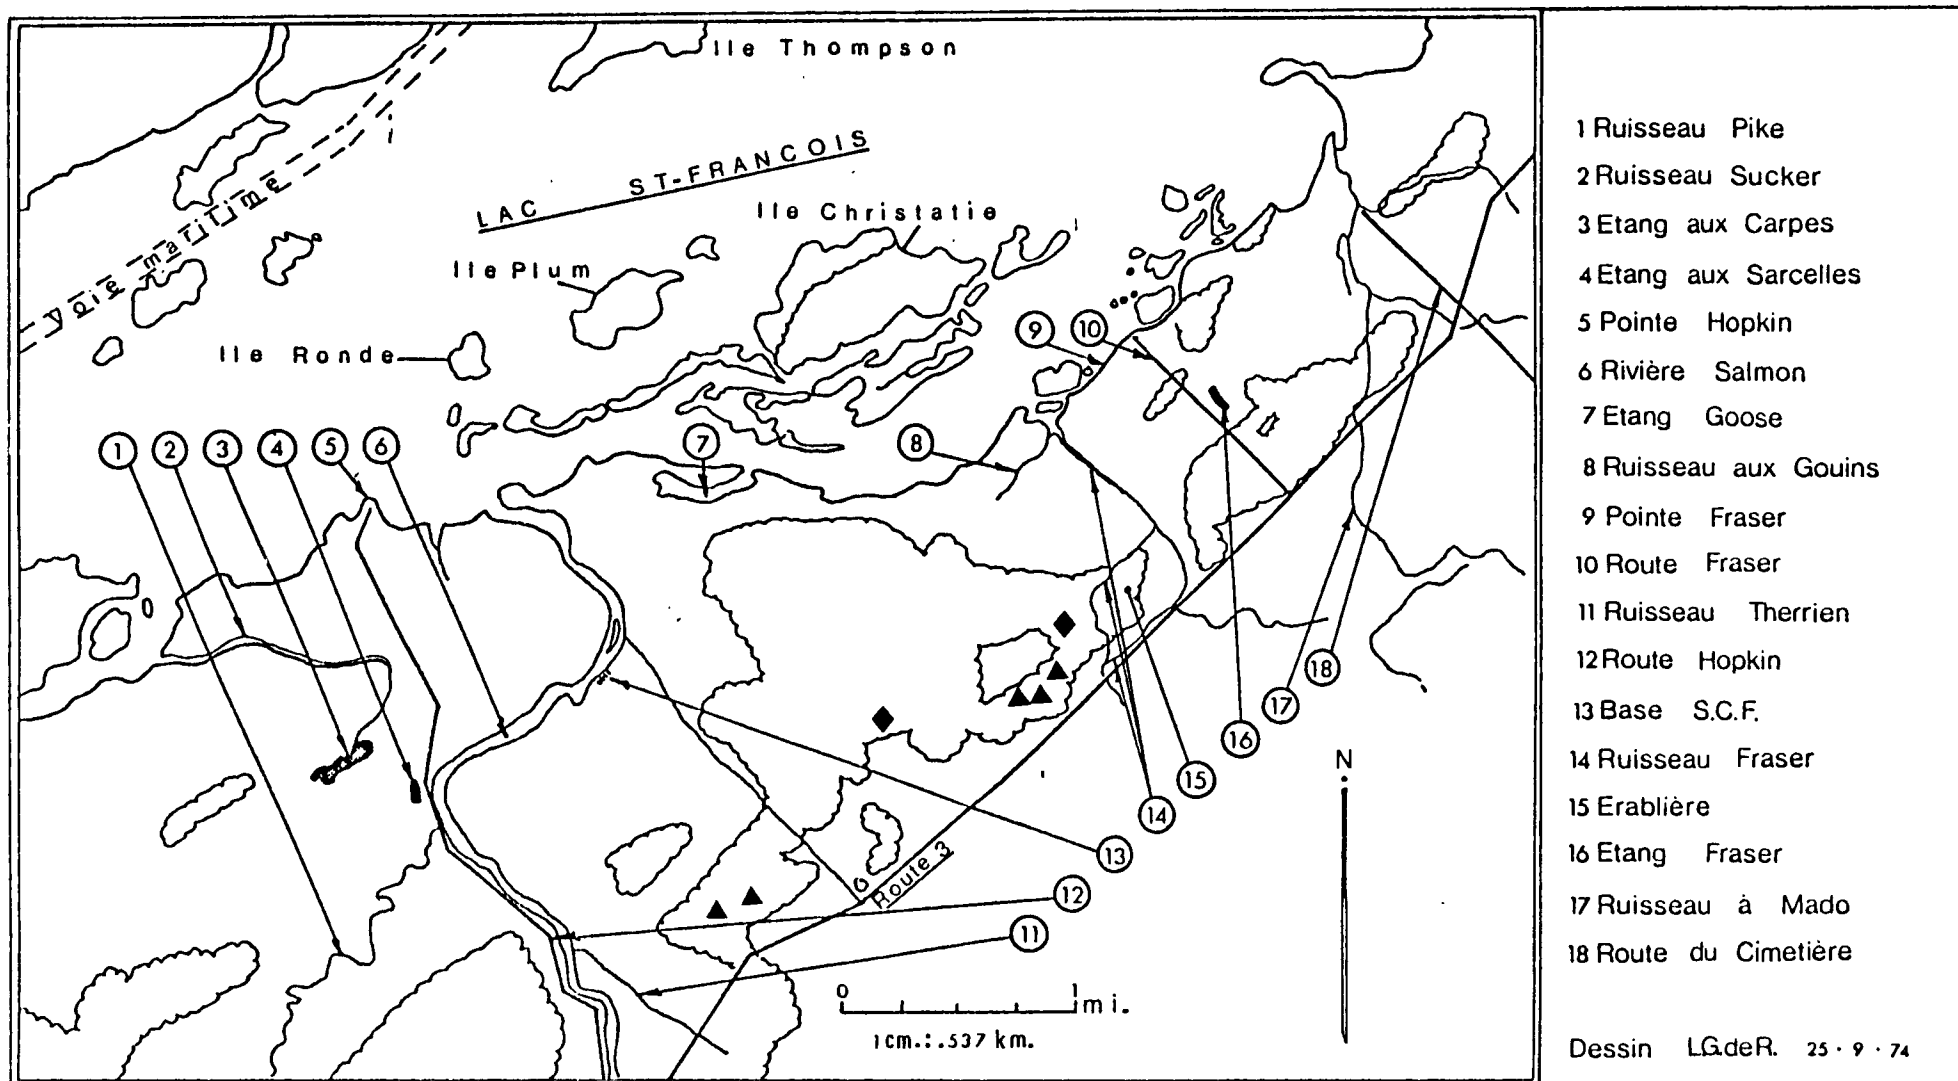 Ile Thompson
LAC ST-FRANCOIS
Ile Christatie
Voie maritime
Ile Plum
Ile Ronde
9
10
1
2
3
4
5
6
7
8
18
17
16
15
14
13
12
11
Route 3
N
0 1 mi.
1 cm.:.537 km.
1 Ruisseau Pike
2 Ruisseau Sucker
3 Etang aux Carpes
4 Etang aux Sarcelles
5 Pointe Hopkin
6 Rivière Salmon
7 Etang Goose
8 Ruisseau aux Gouins
9 Pointe Fraser
10 Route Fraser
11 Ruisseau Therrien
12 Route Hopkin
13 Base S.C.F.
14 Ruisseau Fraser
15 Erablière
16 Etang Fraser
17 Ruisseau à Mado
18 Route du Cimetière
Dessin L.G.deR. 25 · 9 · 74